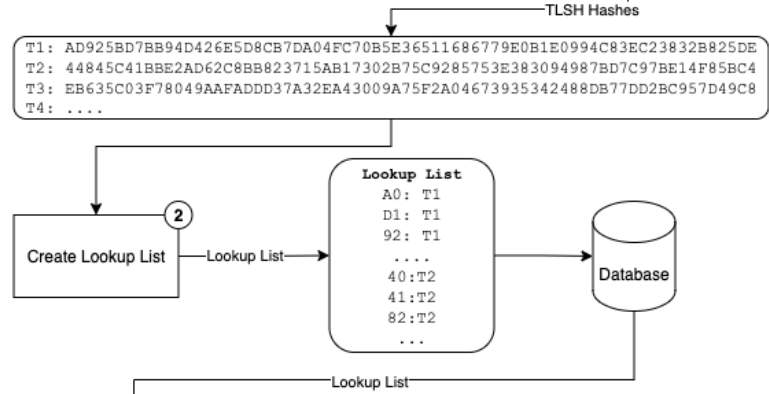 TLSH Hashes
T1: AD925BD7BB94D426E5D8CB7DA04FC70B5E36511686779E0B1E0994C83EC23832B825DE
T2: 44845C41BBE2AD62C8BB823715AB17302B75C9285753E383094987BD7C97BE14F85BC4
T3: EB635C03F78049AAFADDD37A32EA43009A75F2A04673935342488DB77DD2BC957D49C8
T4: ....
Lookup List
A0: T1
D1: T1
92: T1
....
40:T2
41:T2
82:T2
...
2
Create Lookup List
Lookup List
Database
Lookup List